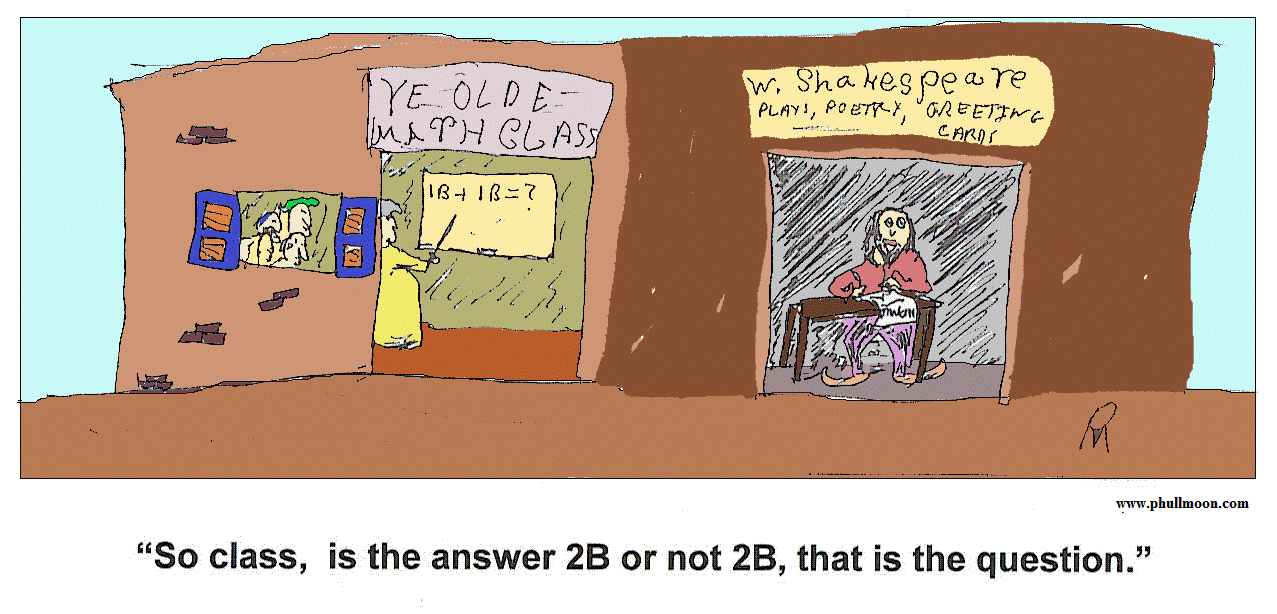 YE OLDE
MATH CLASS
1B + 1B = ?
W. Shakespeare
PLAYS, POETRY, GREETING
CARDS
www.phullmoon.com
“So class, is the answer 2B or not 2B, that is the question.”